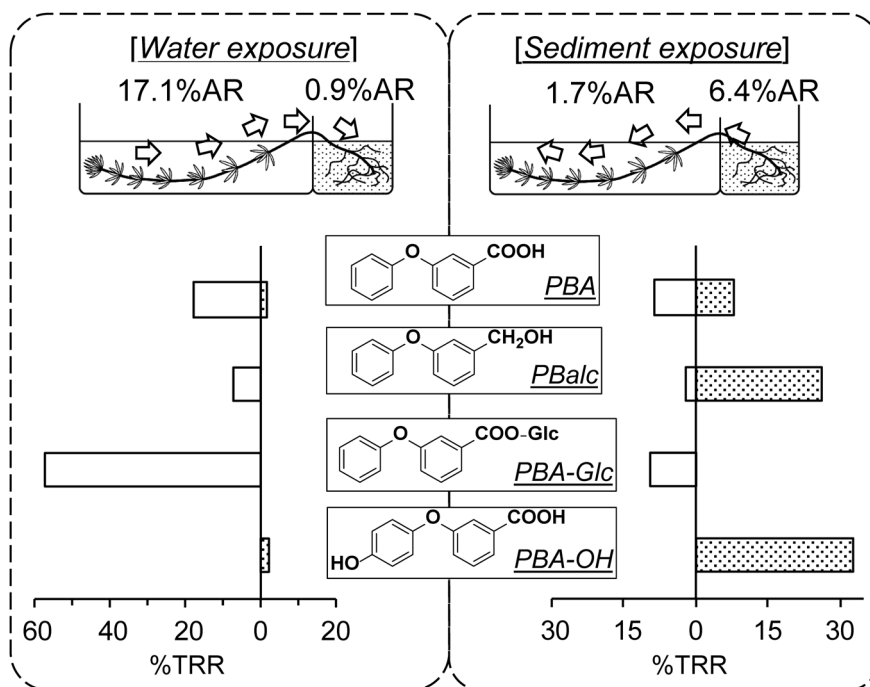 [Water exposure]
17.1%AR 0.9%AR
[Sediment exposure]
1.7%AR 6.4%AR
O COOH
PBA
O CH₂OH
PBalc
O COO-Glc
PBA-Glc
O COOH
HO PBA-OH
60 40 20 0 20
%TRR
30 15 0 15 30
%TRR